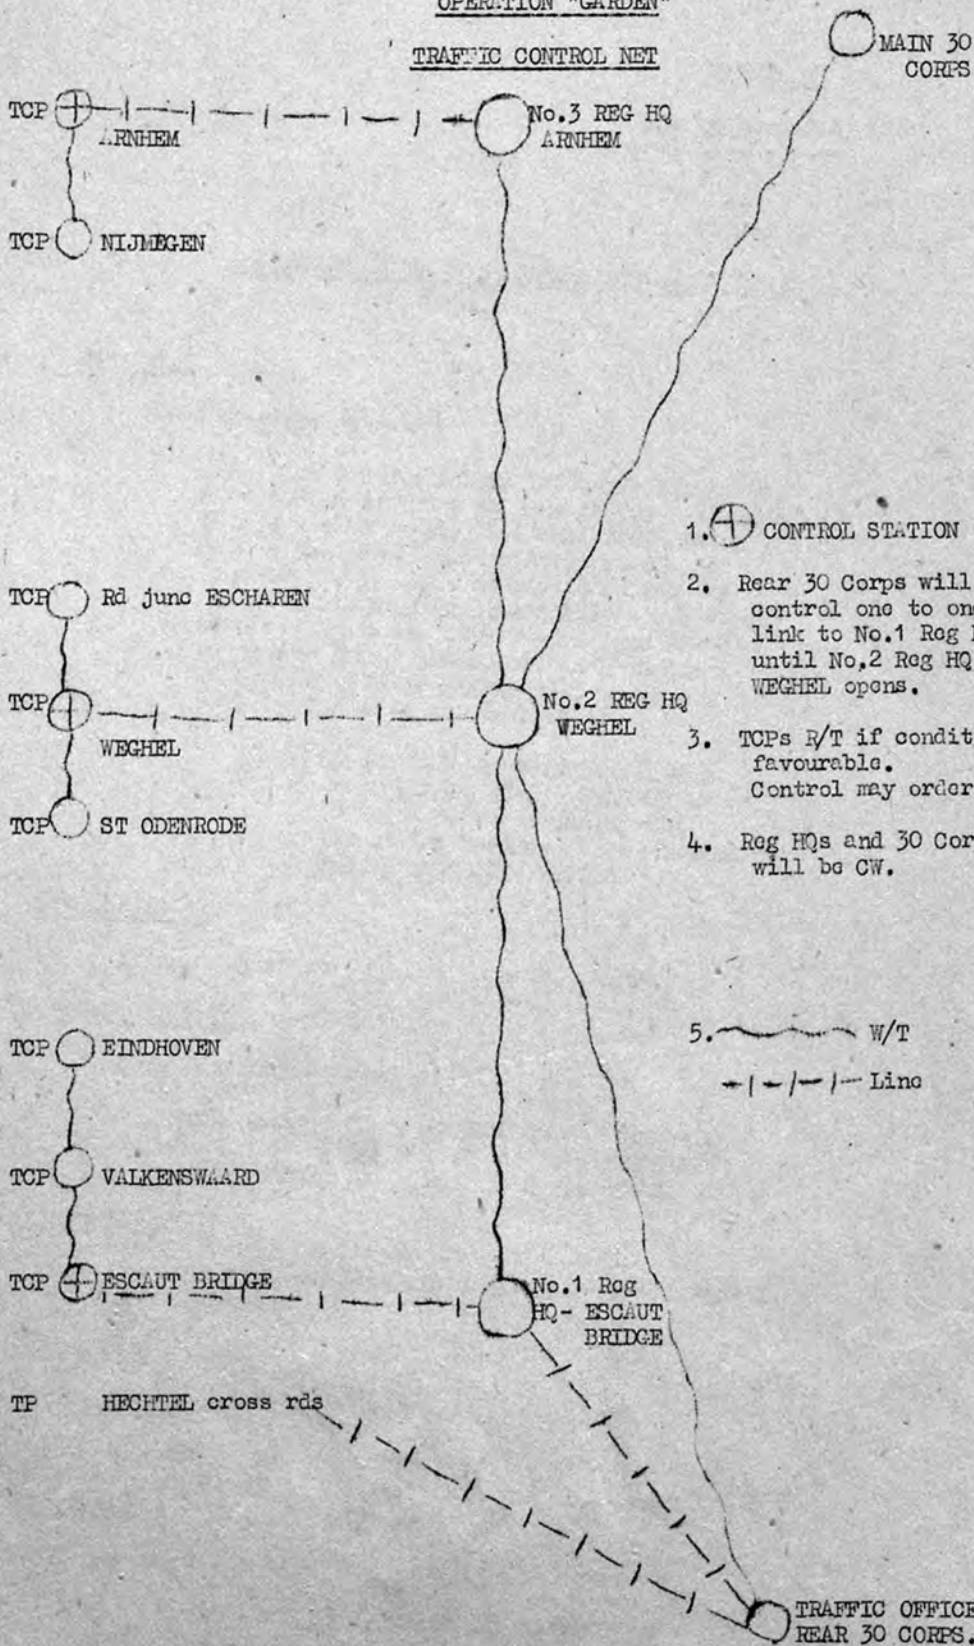 OPERATION "GARDEN"
TRAFFIC CONTROL NET
MAIN 30
CORPS
TCP
ARNHEM
No.3 REG HQ
ARNHEM
TCP NIJMEGEN
1. CONTROL STATION
2. Rear 30 Corps will
control one to
link to No.1 Reg
until No.2 Reg HQ
WEGHEL opens.
3. TCPs R/T if
favourable.
Control may order
4. Reg HQs and 30
will be CW.
TCP Rd junc ESCHAREN
TCP
WEGHEL
No.2 REG HQ
WEGHEL
TCP ST ODENRODE
5. W/T
Line
TCP EINDHOVEN
TCP VALKENSWAARD
TCP ESCAUT BRIDGE
No.1 Reg
HQ- ESCAUT
BRIDGE
TP HECHTEL cross rds
TRAFFIC OFFICE
REAR 30 CORPS.